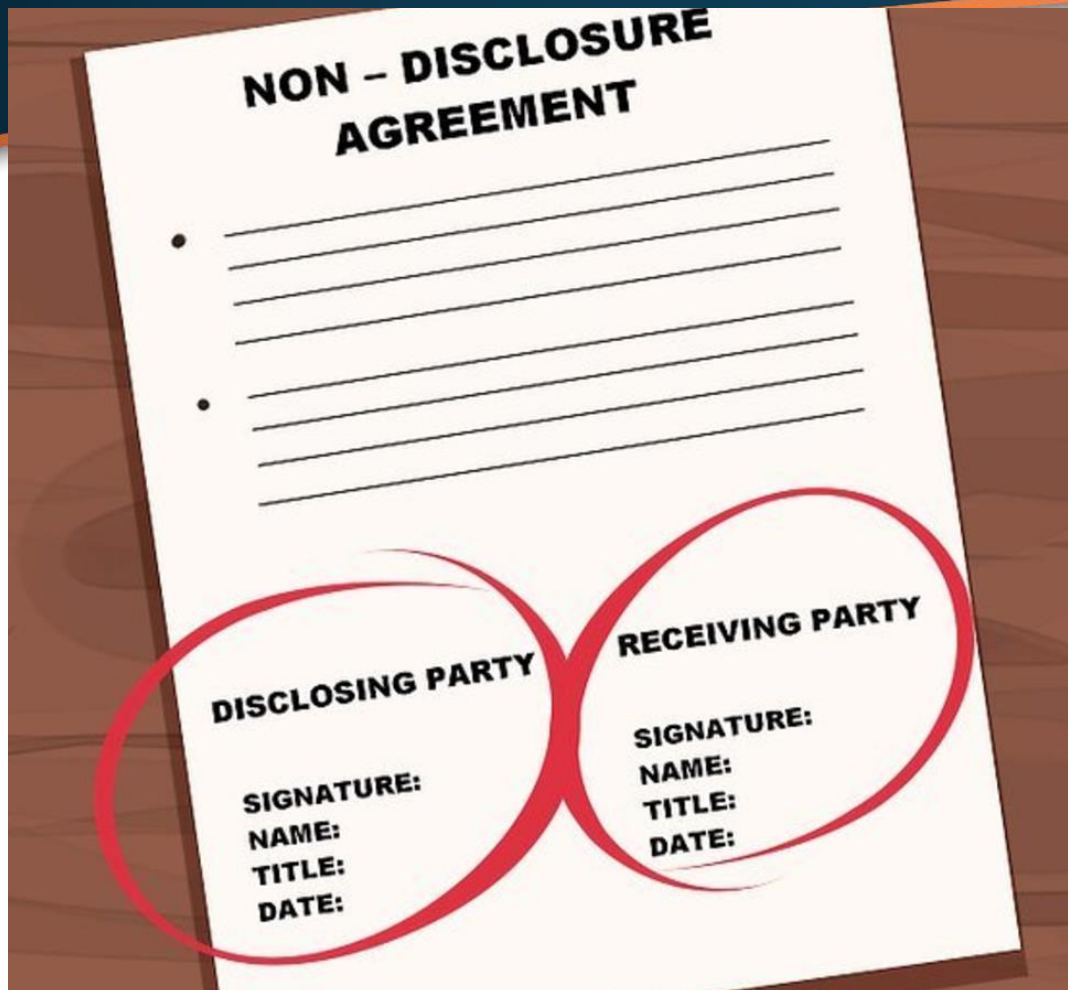 NON – DISCLOSURE
AGREEMENT
DISCLOSING PARTY
SIGNATURE:
NAME:
TITLE:
DATE:
RECEIVING PARTY
SIGNATURE:
NAME:
TITLE:
DATE: